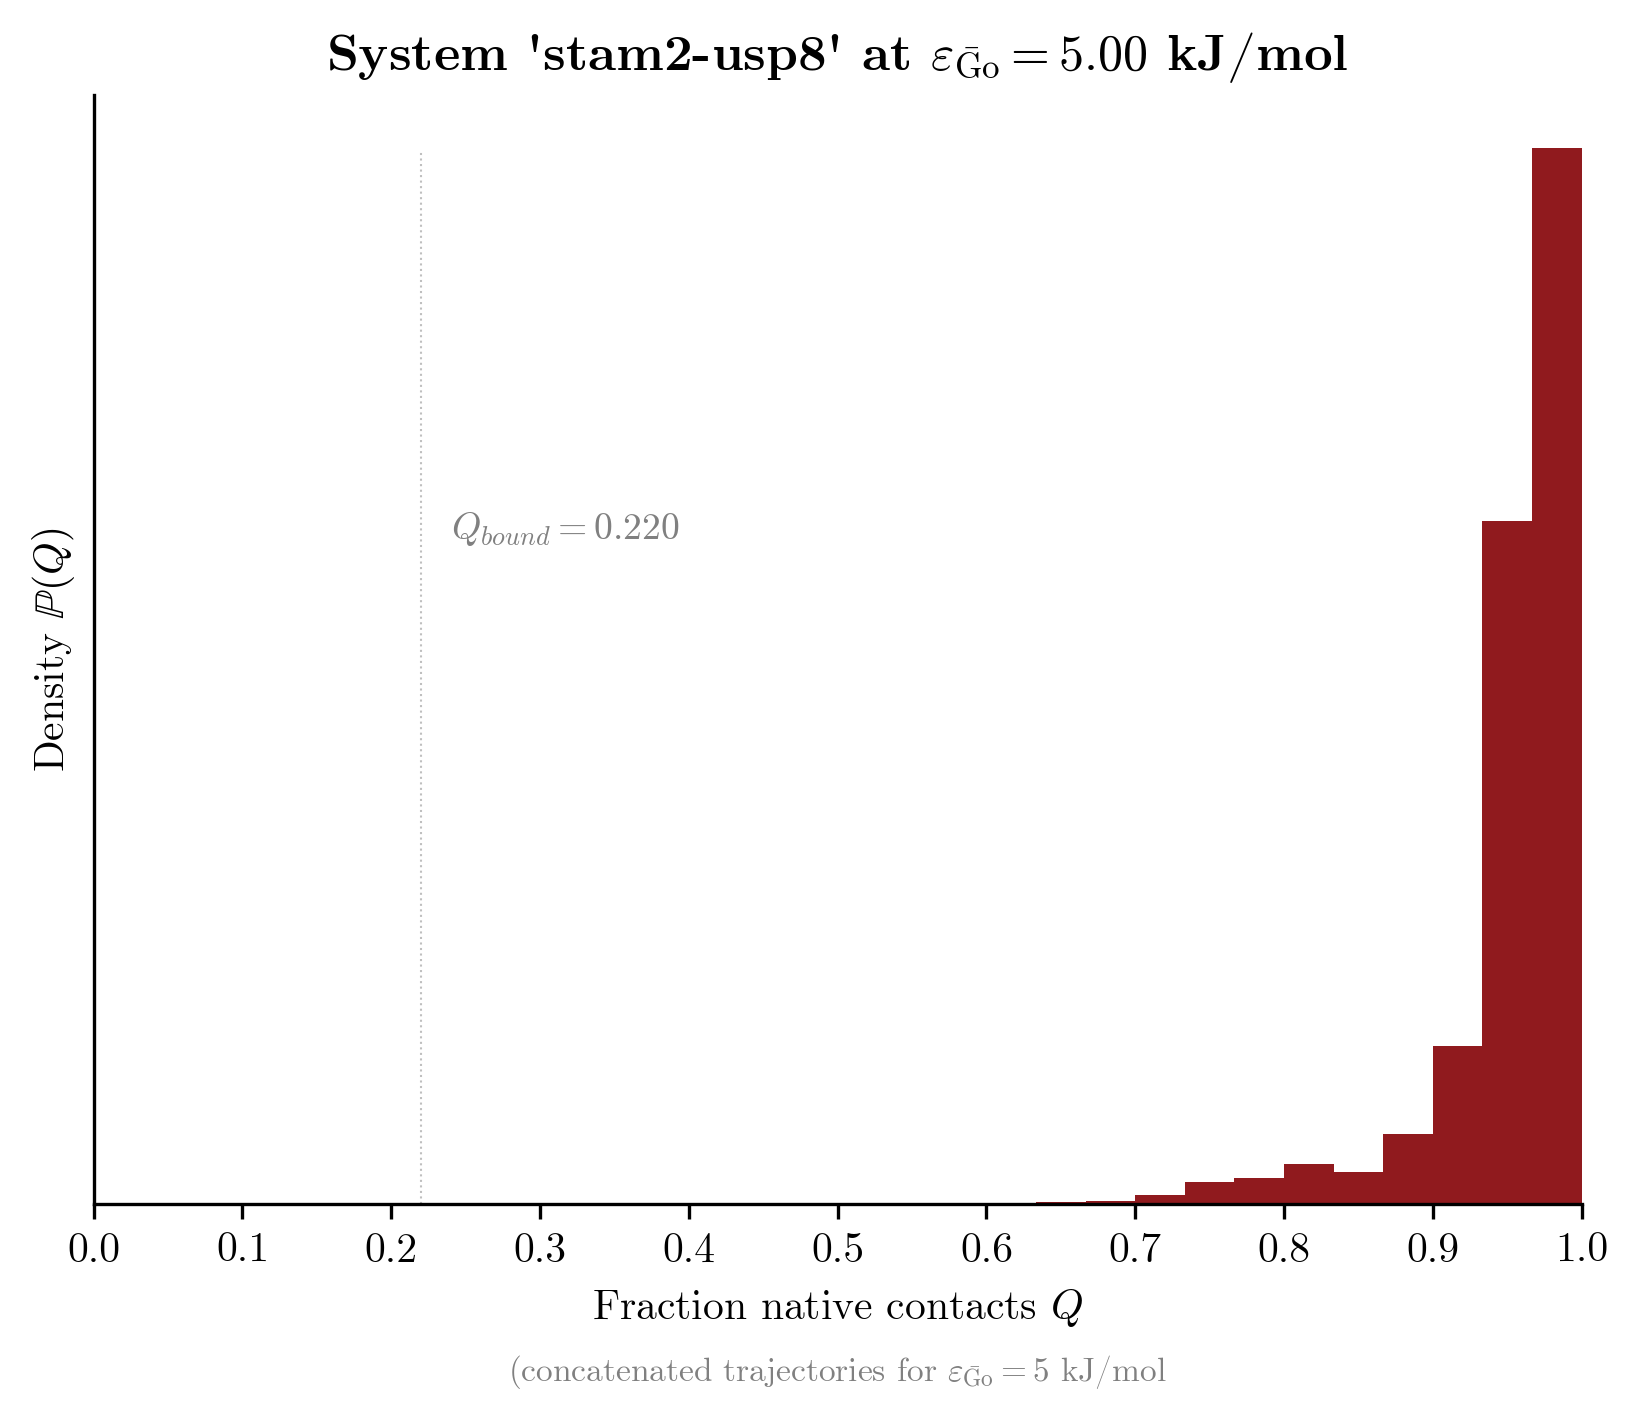 System 'stam2-usp8' at ε_Ḡo = 5.00 kJ/mol
Density ℙ(Q)
Q_bound = 0.220
0.0 0.1 0.2 0.3 0.4 0.5 0.6 0.7 0.8 0.9 1.0
Fraction native contacts Q
(concatenated trajectories for ε_Ḡo = 5 kJ/mol